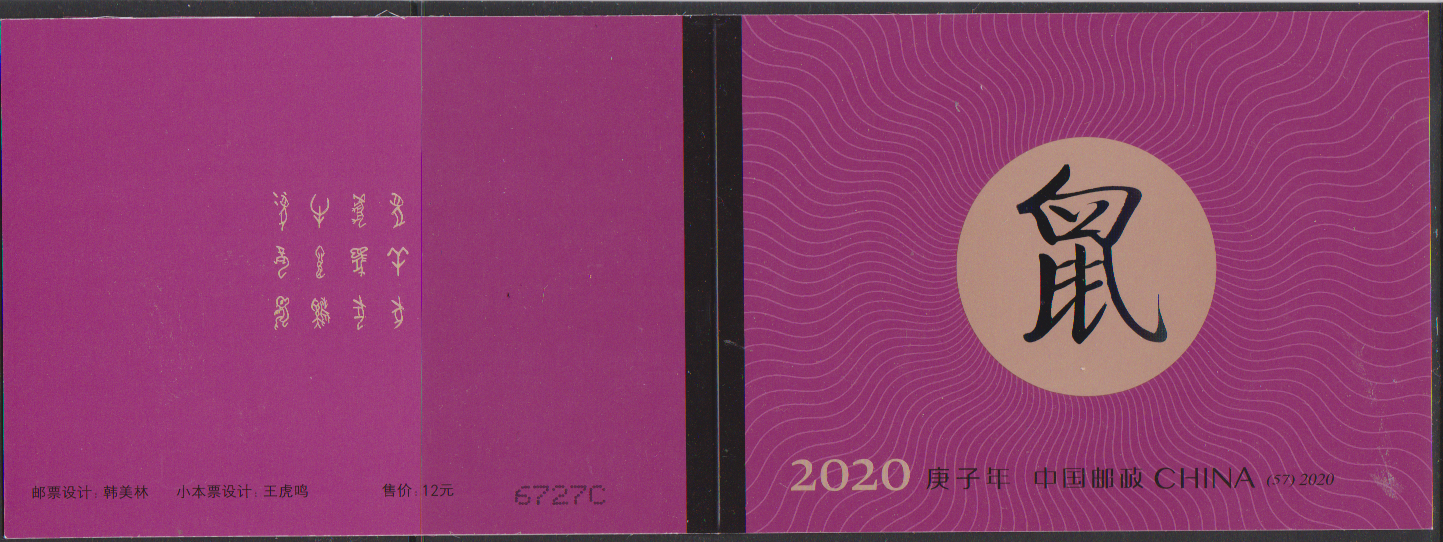 邮票设计：韩美林 小本票设计：王虎鸣 售价：12元 6727C
鼠
2020 庚子年 中国邮政 CHINA (57) 2020